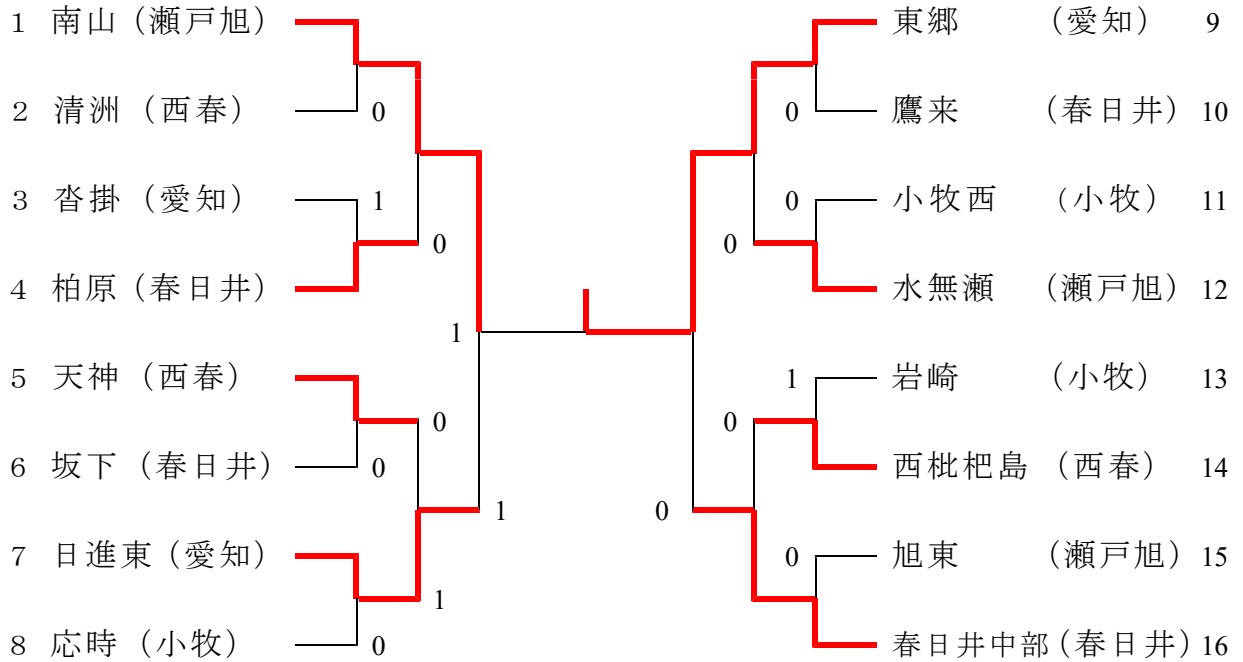 1 南山（瀬戸旭） 東郷 （愛知） 9
2 清洲（西春） 0 0 鷹来 （春日井） 10
3 沓掛（愛知） 1 0 小牧西 （小牧） 11
0 0
4 柏原（春日井） 水無瀬 （瀬戸旭） 12
1
5 天神（西春） 1 岩崎 （小牧） 13
0 0
6 坂下（春日井） 0 西枇杷島（西春） 14
1 0
7 日進東（愛知） 0 旭東 （瀬戸旭） 15
1
8 応時（小牧） 0 春日井中部（春日井） 16